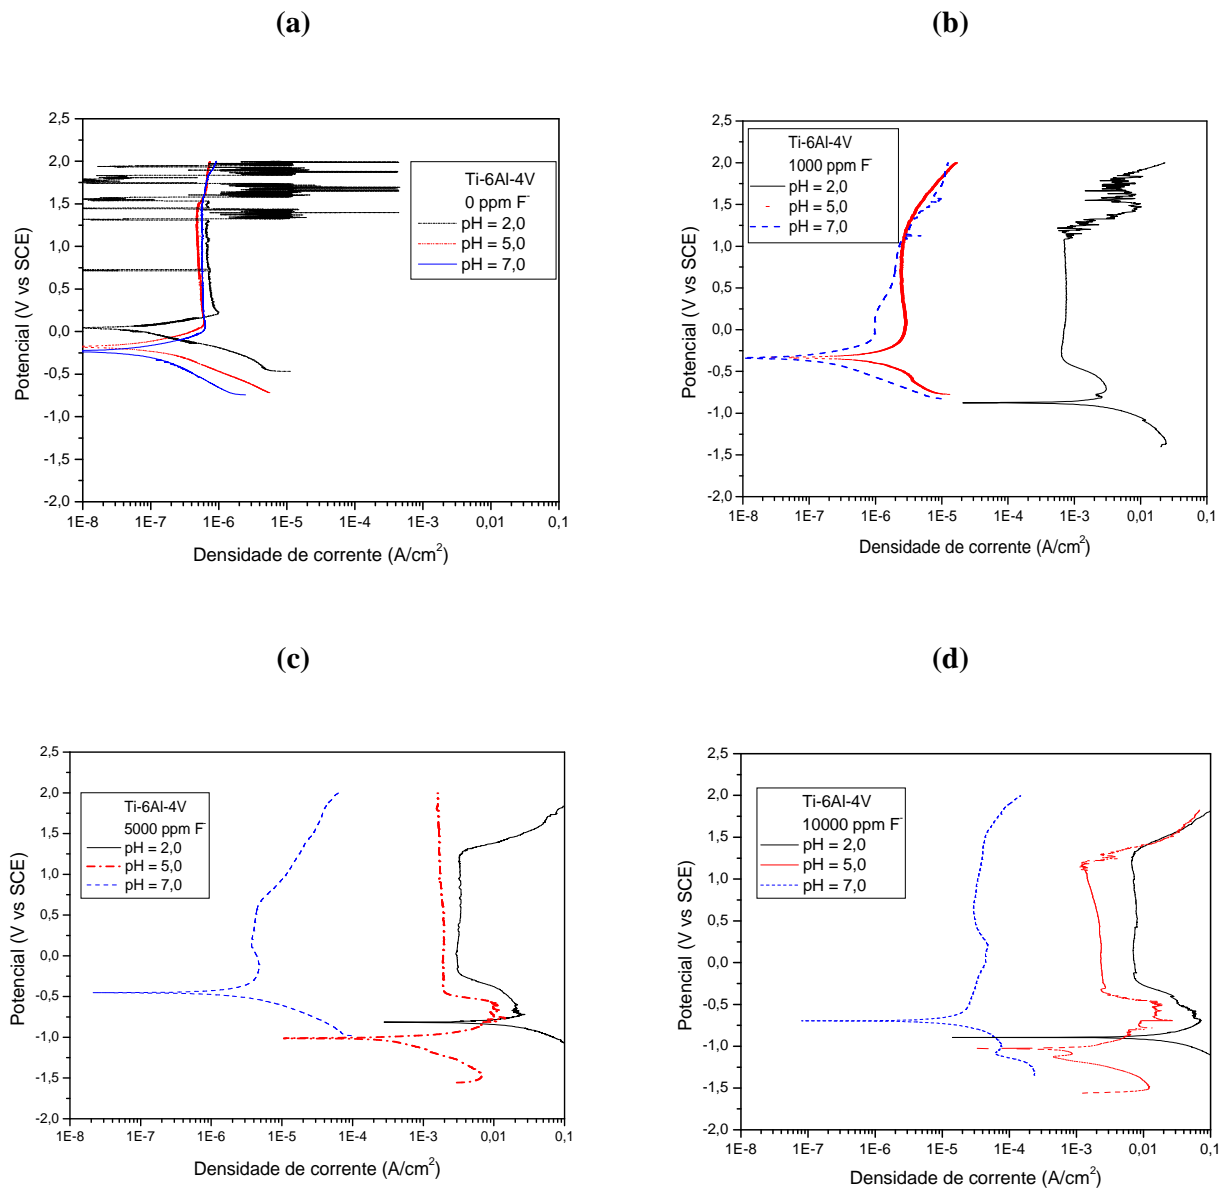 (a)
(b)
2,5
2,0
1,5
1,0
0,5
0,0
-0,5
-1,0
-1,5
-2,0
Potencial (V vs SCE)
Ti-6Al-4V
0 ppm F⁻
pH = 2,0
pH = 5,0
pH = 7,0
1E-8 1E-7 1E-6 1E-5 1E-4 1E-3 0,01 0,1
Densidade de corrente (A/cm²)
2,5
2,0
1,5
1,0
0,5
0,0
-0,5
-1,0
-1,5
-2,0
Potencial (V vs SCE)
Ti-6Al-4V
1000 ppm F⁻
pH = 2,0
pH = 5,0
pH = 7,0
1E-8 1E-7 1E-6 1E-5 1E-4 1E-3 0,01 0,1
Densidade de corrente (A/cm²)
(c)
(d)
2,5
2,0
1,5
1,0
0,5
0,0
-0,5
-1,0
-1,5
-2,0
Potencial (V vs SCE)
Ti-6Al-4V
5000 ppm F⁻
pH = 2,0
pH = 5,0
pH = 7,0
1E-8 1E-7 1E-6 1E-5 1E-4 1E-3 0,01 0,1
Densidade de corrente (A/cm²)
2,5
2,0
1,5
1,0
0,5
0,0
-0,5
-1,0
-1,5
-2,0
Potencial (V vs SCE)
Ti-6Al-4V
10000 ppm F⁻
pH = 2,0
pH = 5,0
pH = 7,0
1E-8 1E-7 1E-6 1E-5 1E-4 1E-3 0,01 0,1
Densidade de corrente (A/cm²)